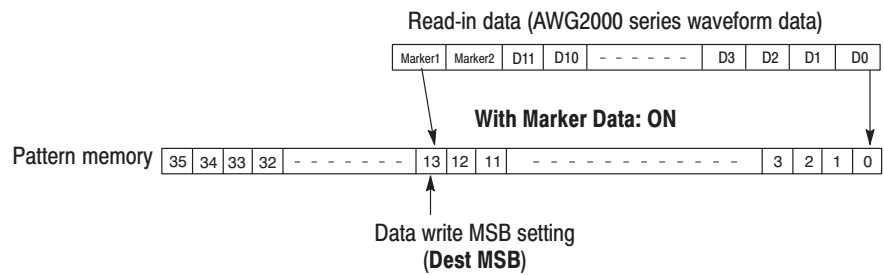 Read-in data (AWG2000 series waveform data)
Marker1 Marker2 D11 D10 - - - - - - D3 D2 D1 D0
With Marker Data: ON
Pattern memory 35 34 33 32 - - - - - - - 13 12 11 - - - - - - - - - - - - 3 2 1 0
Data write MSB setting
(Dest MSB)